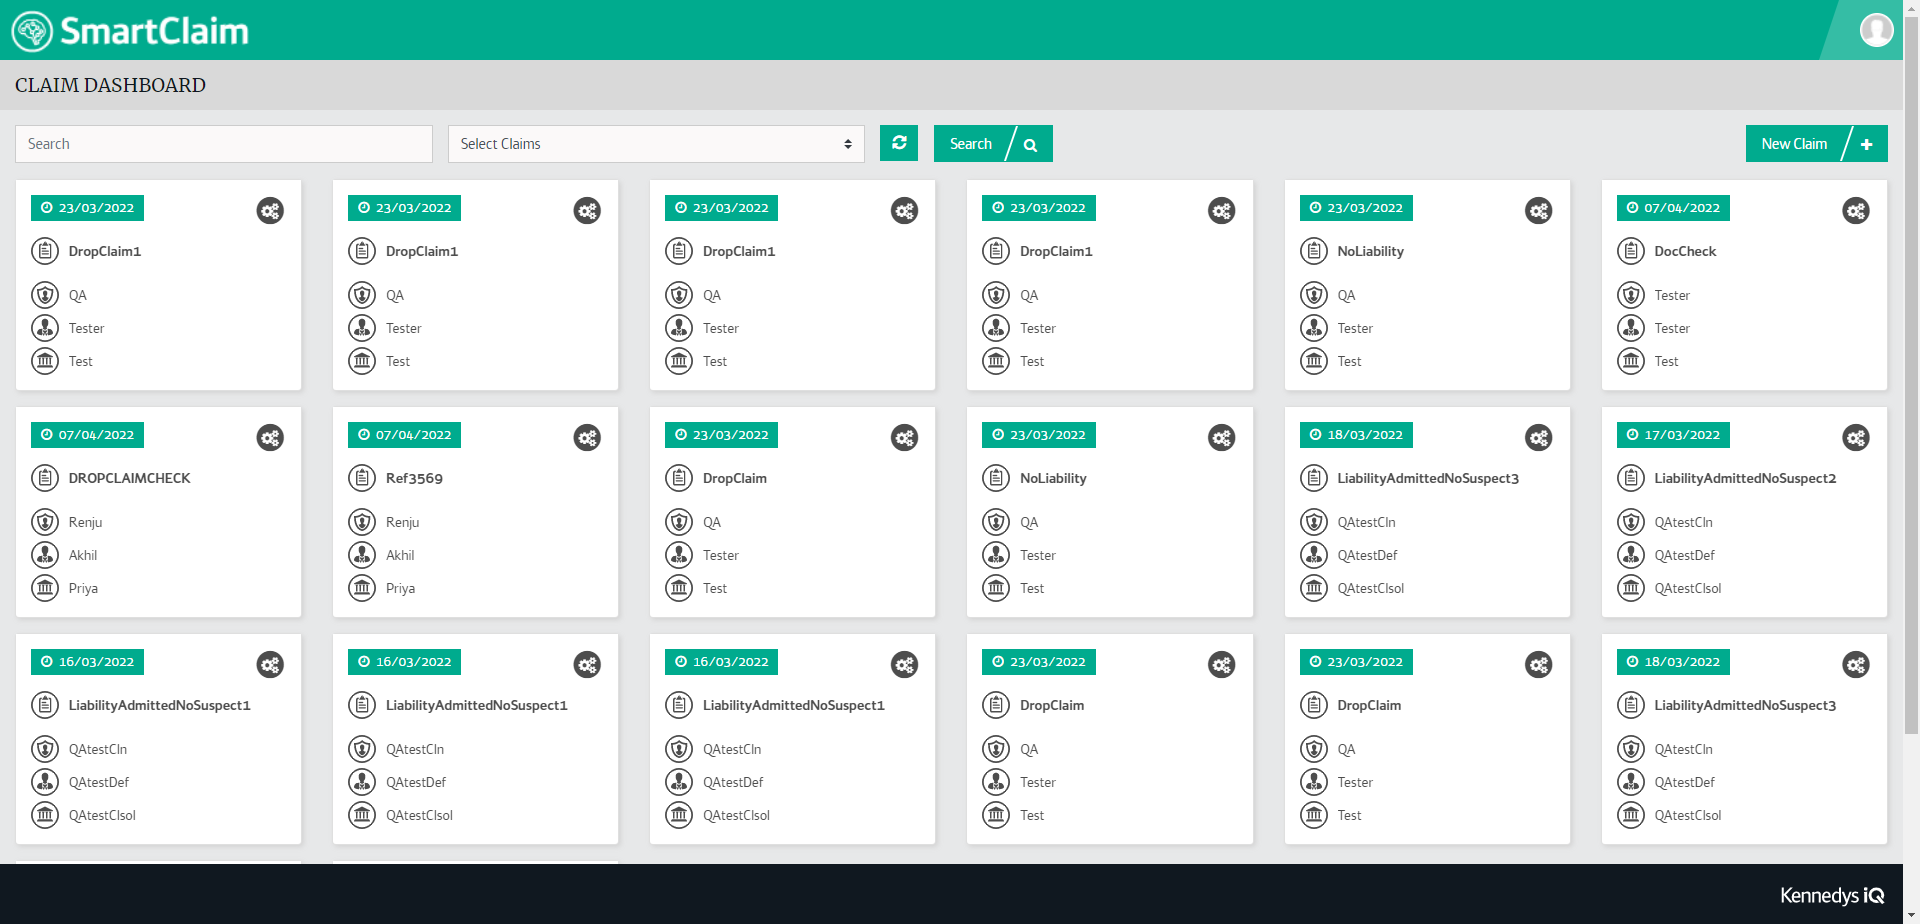 SmartClaim
CLAIM DASHBOARD
Search
Select Claims
Search
New Claim
23/03/2022
DropClaim1
QA
Tester
Test
23/03/2022
DropClaim1
QA
Tester
Test
23/03/2022
DropClaim1
QA
Tester
Test
23/03/2022
DropClaim1
QA
Tester
Test
23/03/2022
NoLiability
QA
Tester
Test
07/04/2022
DocCheck
Tester
Tester
Test
07/04/2022
DROPCLAIMCHECK
Renju
Akhil
Priya
07/04/2022
Ref3569
Renju
Akhil
Priya
23/03/2022
DropClaim
QA
Tester
Test
23/03/2022
NoLiability
QA
Tester
Test
18/03/2022
LiabilityAdmittedNoSuspect3
QAtestCln
QAtestDef
QAtestClsol
17/03/2022
LiabilityAdmittedNoSuspect2
QAtestCln
QAtestDef
QAtestClsol
16/03/2022
LiabilityAdmittedNoSuspect1
QAtestCln
QAtestDef
QAtestClsol
16/03/2022
LiabilityAdmittedNoSuspect1
QAtestCln
QAtestDef
QAtestClsol
16/03/2022
LiabilityAdmittedNoSuspect1
QAtestCln
QAtestDef
QAtestClsol
23/03/2022
DropClaim
QA
Tester
Test
23/03/2022
DropClaim
QA
Tester
Test
18/03/2022
LiabilityAdmittedNoSuspect3
QAtestCln
QAtestDef
QAtestClsol
Kennedys iQ